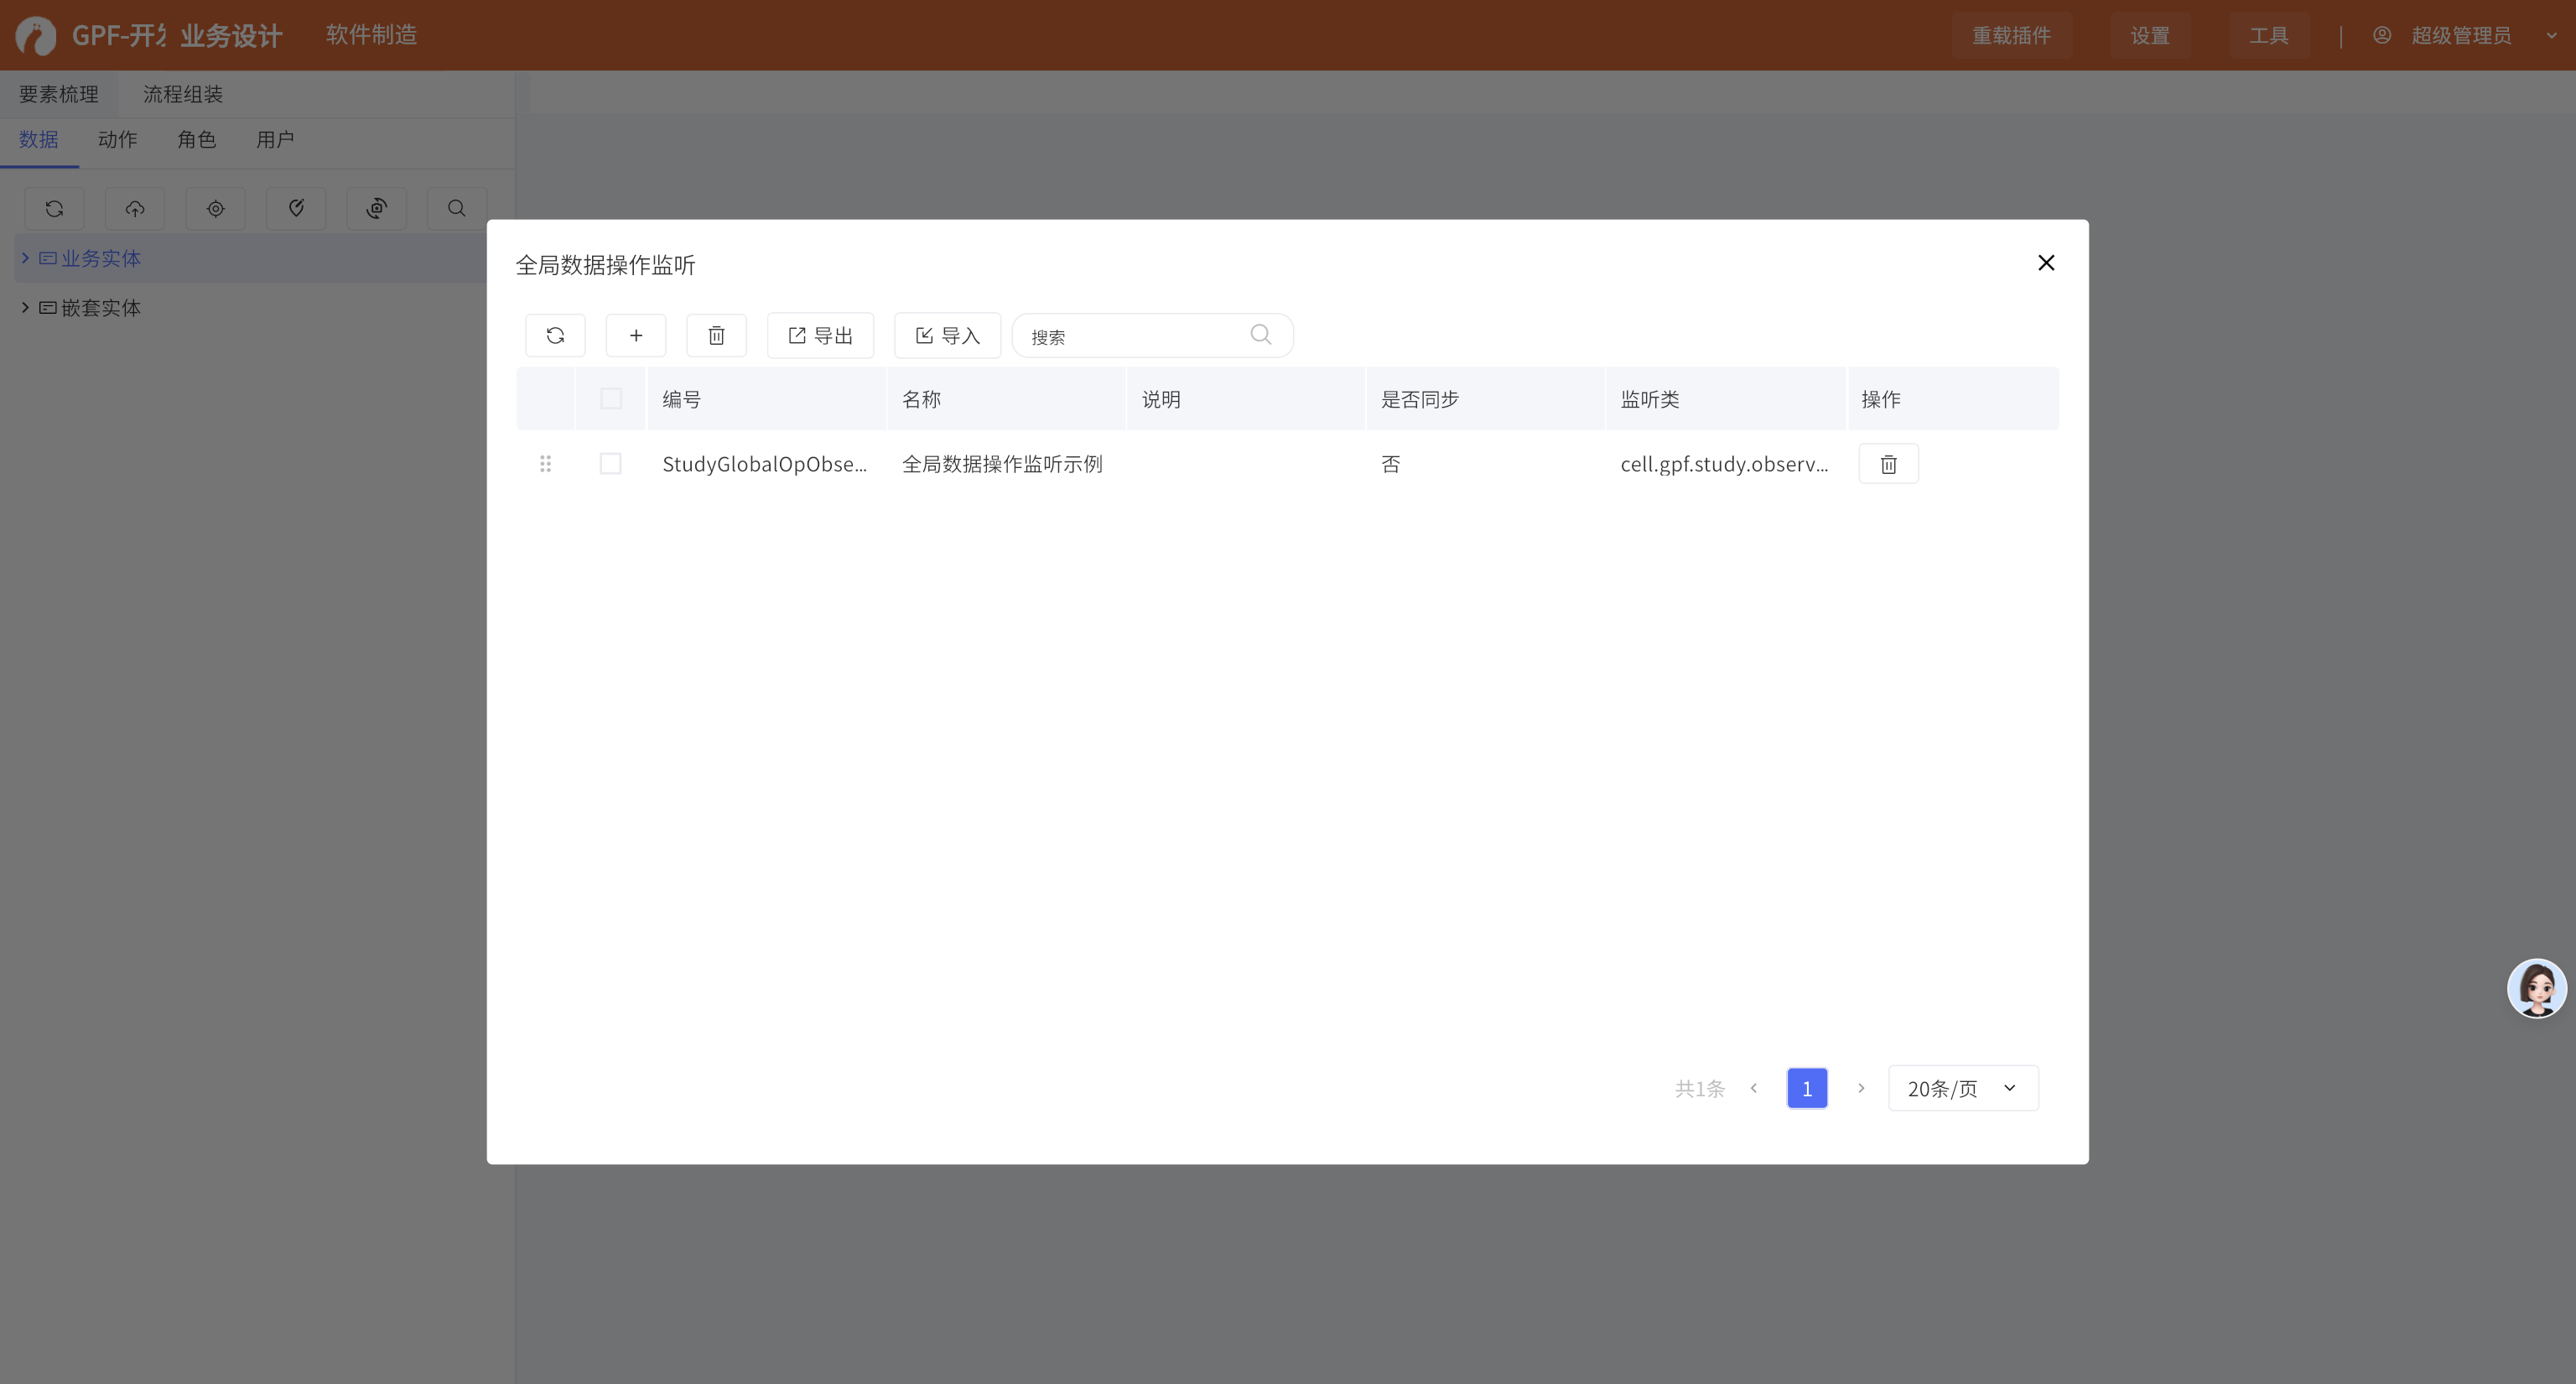 GPF-开发 业务设计 软件制造 重载插件 设置 工具 超级管理员
要素梳理 流程组装
数据 动作 角色 用户
业务实体
嵌套实体
全局数据操作监听
导出 导入 搜索
编号 名称 说明 是否同步 监听类 操作
StudyGlobalOpObse... 全局数据操作监听示例 否 cell.gpf.study.observ...
共1条 1 20条/页